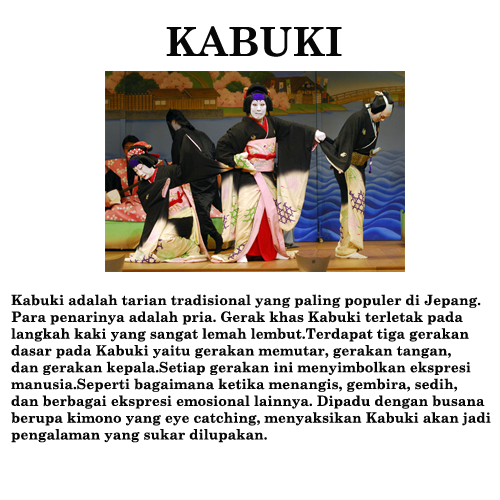 KABUKI
Kabuki adalah tarian tradisional yang paling populer di Jepang.
Para penarinya adalah pria. Gerak khas Kabuki terletak pada
langkah kaki yang sangat lemah lembut.Terdapat tiga gerakan
dasar pada Kabuki yaitu gerakan memutar, gerakan tangan,
dan gerakan kepala.Setiap gerakan ini menyimbolkan ekspresi
manusia.Seperti bagaimana ketika menangis, gembira, sedih,
dan berbagai ekspresi emosional lainnya. Dipadu dengan busana
berupa kimono yang eye catching, menyaksikan Kabuki akan jadi
pengalaman yang sukar dilupakan.